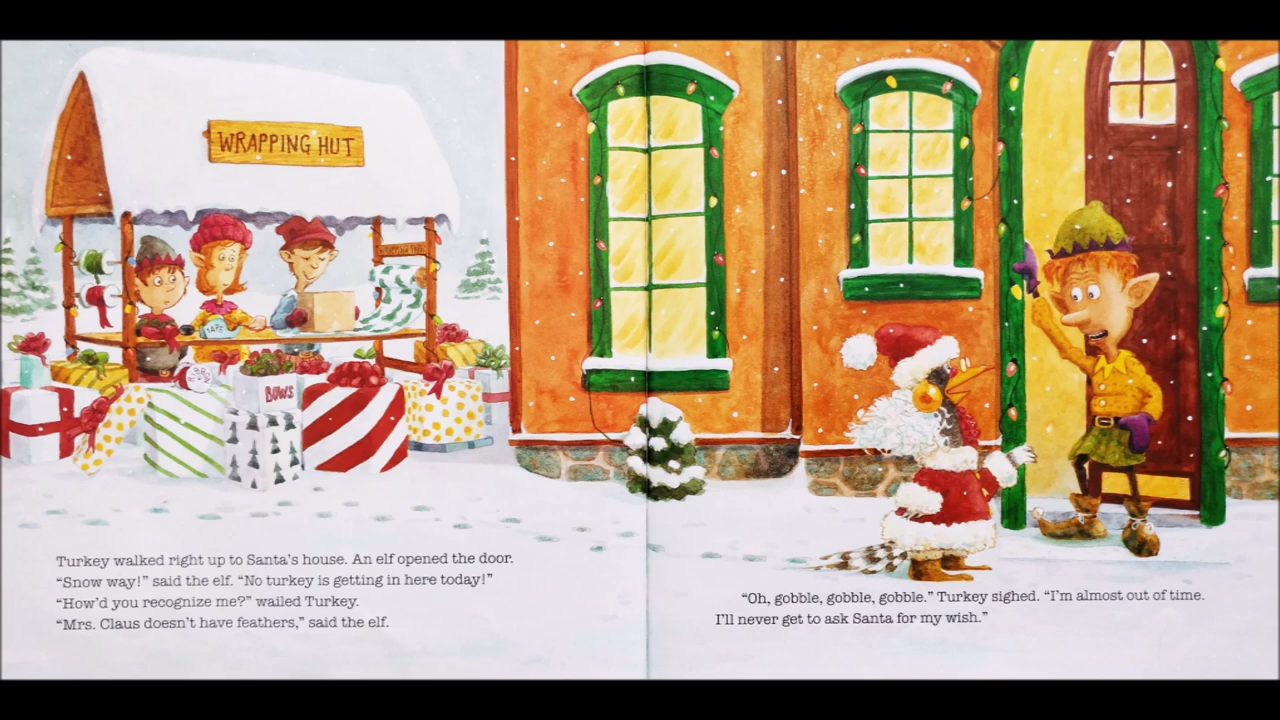 WRAPPING HUT
TAPE
BOWS
Turkey walked right up to Santa's house. An elf opened the door.
“Snow way!” said the elf. “No turkey is getting in here today!”
“How'd you recognize me?” wailed Turkey.
“Mrs. Claus doesn't have feathers,” said the elf.
“Oh, gobble, gobble, gobble.” Turkey sighed. “I'm almost out of time.
I'll never get to ask Santa for my wish.”